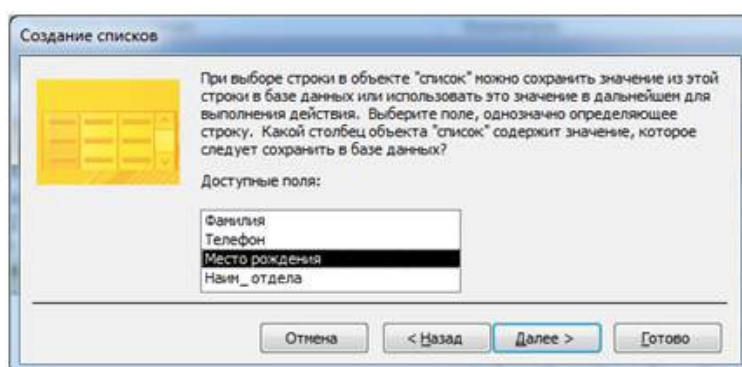 Создание списков
При выборе строки в объекте "список" можно сохранить значение из этой
строки в базе данных или использовать это значение в дальнейшем для
выполнения действия. Выберите поле, однозначно определяющее
строку. Какой столбец объекта "список" содержит значение, которое
следует сохранить в базе данных?
Доступные поля:
Фамилия
Телефон
Место рождения
Наим_отдела
Отмена
< Назад
Далее >
Готово